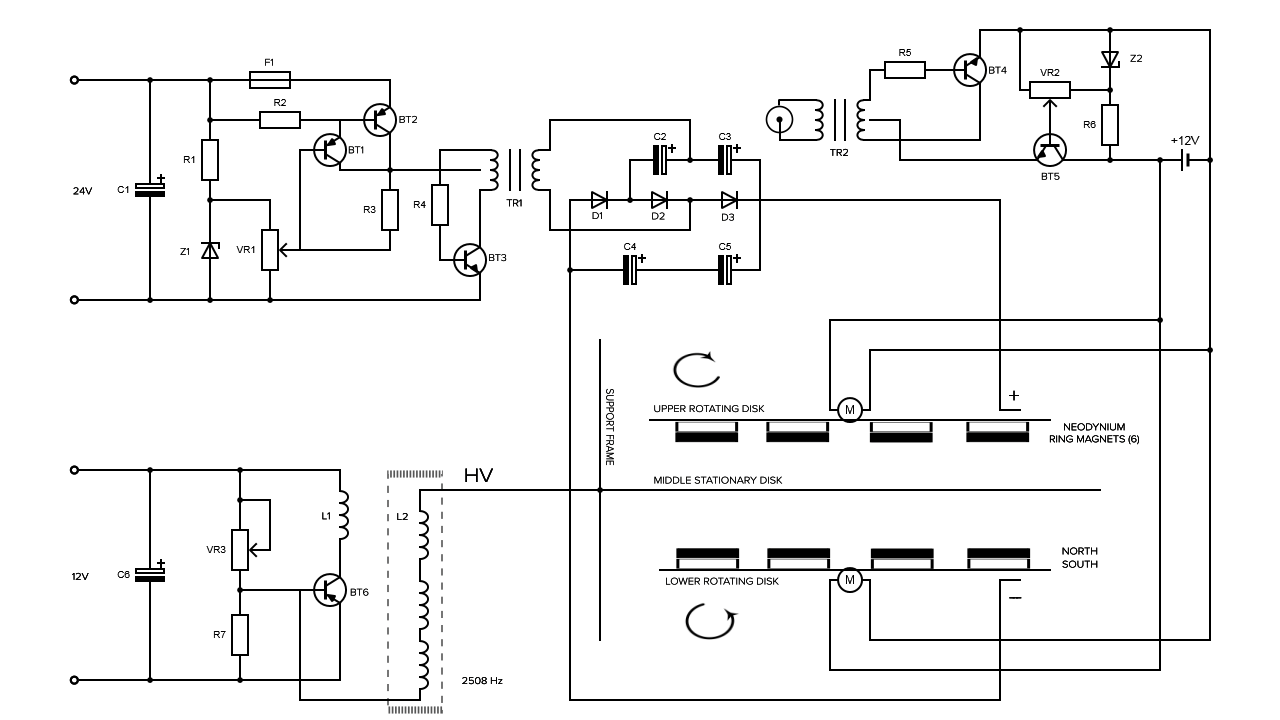 F1
R2
BT2
BT1
R1
24V
C1
Z1
VR1
R3
R4
BT3
TR1
C2
C3
D1
D2
D3
C4
C5
R5
BT4
TR2
VR2
Z2
R6
+12V
BT5
SUPPORT FRAME
UPPER ROTATING DISK
M
+
NEODYNIUM
RING MAGNETS (6)
HV
MIDDLE STATIONARY DISK
NORTH
SOUTH
LOWER ROTATING DISK
M
−
L1
L2
VR3
12V
C6
BT6
R7
2508 Hz